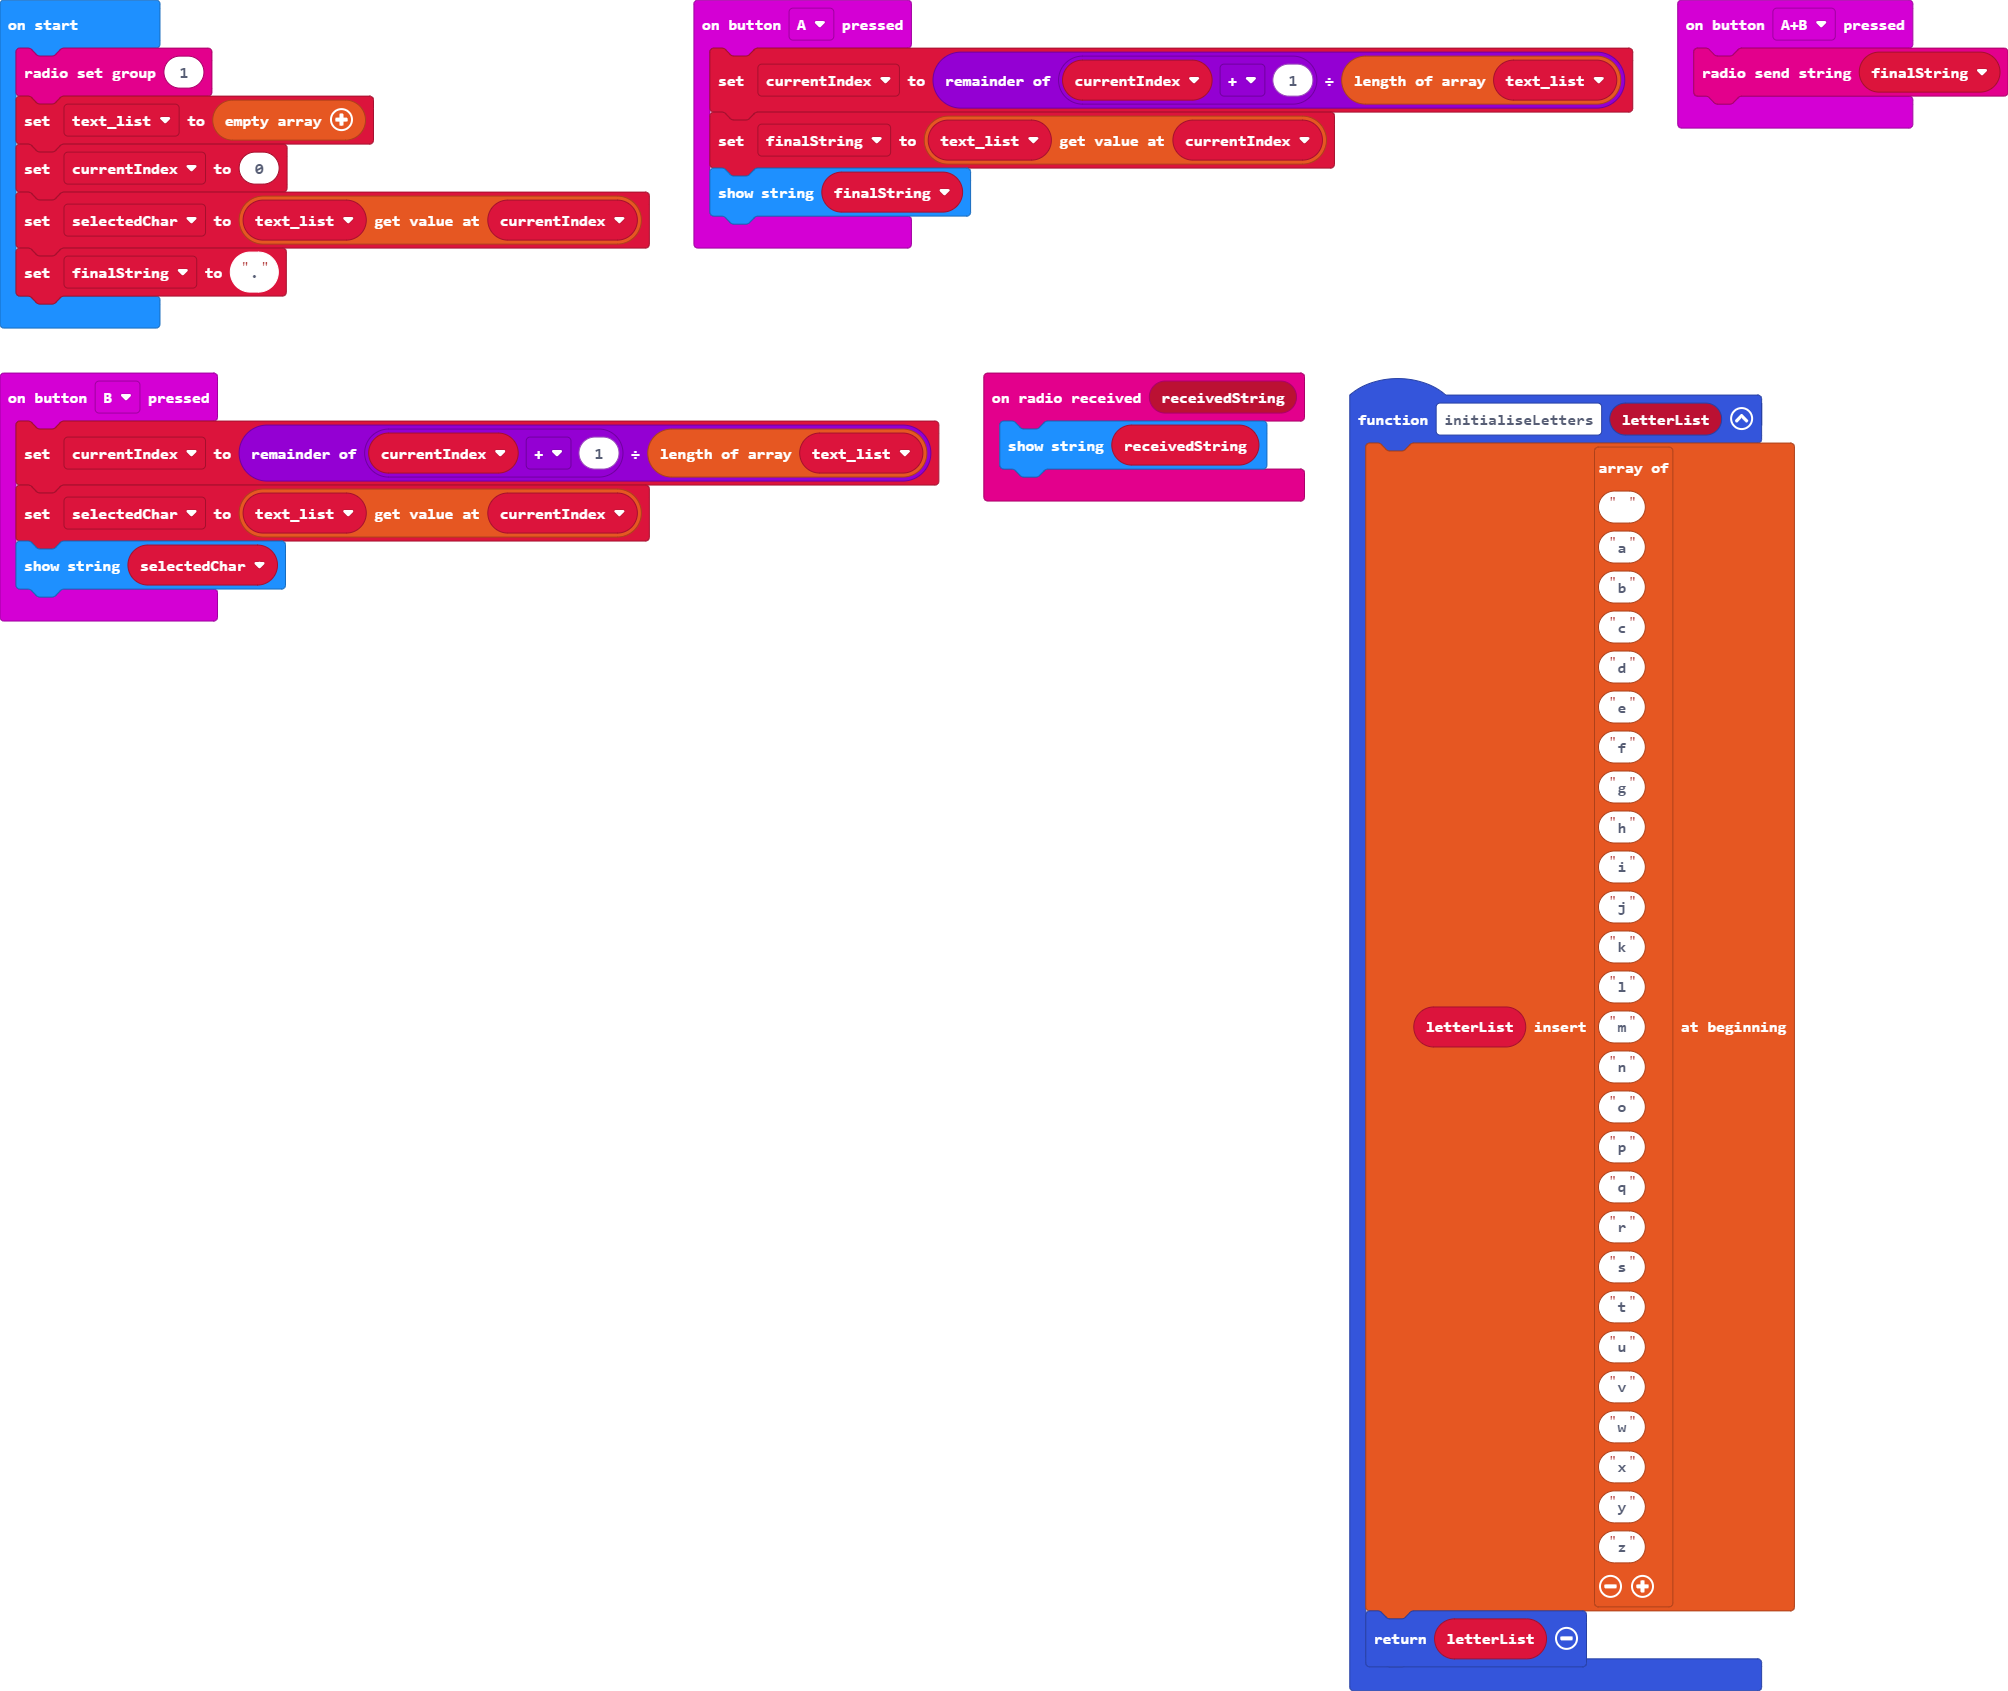 on start
radio set group 1
set text_list to empty array
set currentIndex to 0
set selectedChar to text_list get value at currentIndex
set finalString to "."
on button A pressed
set currentIndex to remainder of currentIndex + 1 ÷ length of array text_list
set finalString to text_list get value at currentIndex
show string finalString
on button A+B pressed
radio send string finalString
on button B pressed
set currentIndex to remainder of currentIndex + 1 ÷ length of array text_list
set selectedChar to text_list get value at currentIndex
show string selectedChar
on radio received receivedString
show string receivedString
function initialiseLetters letterList
letterList insert
array of
" "
"a"
"b"
"c"
"d"
"e"
"f"
"g"
"h"
"i"
"j"
"k"
"l"
"m"
"n"
"o"
"p"
"q"
"r"
"s"
"t"
"u"
"v"
"w"
"x"
"y"
"z"
at beginning
return letterList